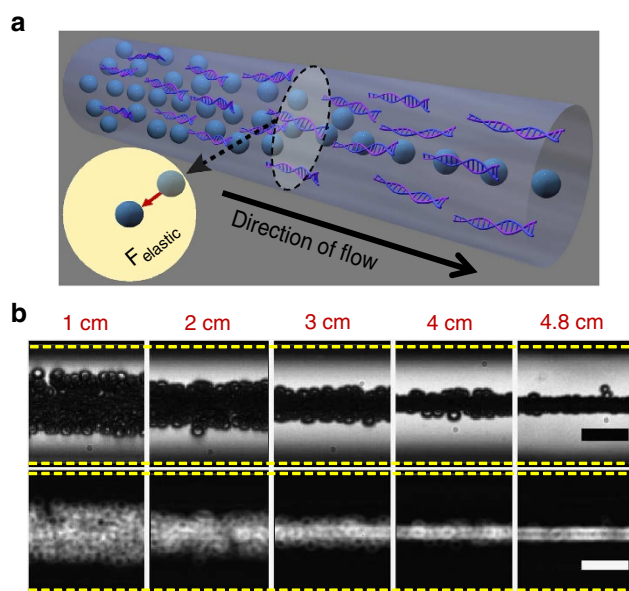 a
F elastic
Direction of flow
b
1 cm 2 cm 3 cm 4 cm 4.8 cm